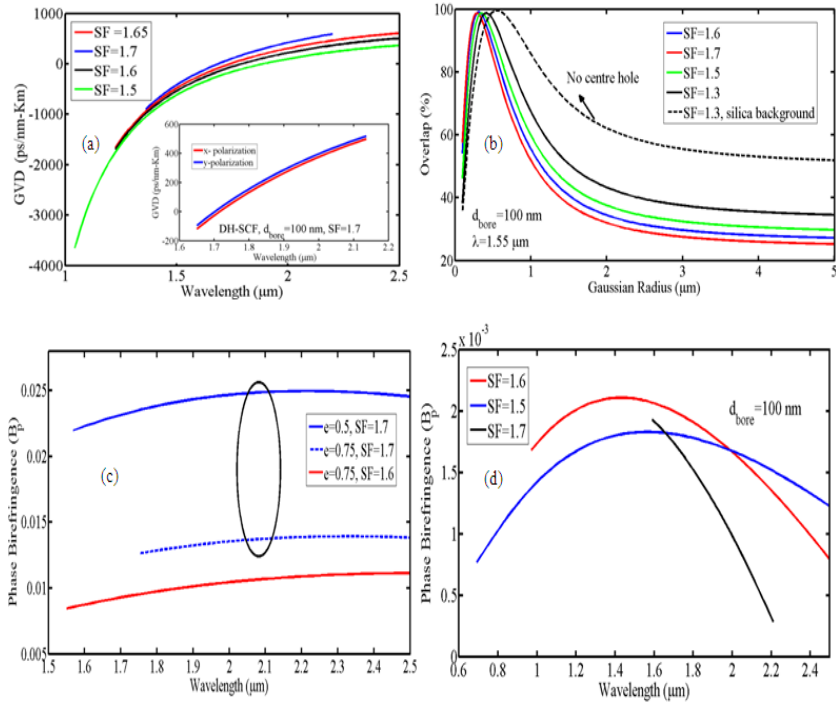 1000
0
-1000
-2000
-3000
-4000
GVD (ps/nm-Km)
SF =1.65
SF=1.7
SF=1.6
SF=1.5
(a)
600
400
200
0
-200
GVD (ps/nm-Km)
x- polarization
y-polarization
DH-SCF, dbore=100 nm, SF=1.7
1.6 1.7 1.8 1.9 2 2.1 2.2
Wavelength (μm)
1 1.5 2 2.5
Wavelength (μm)
100
80
60
40
20
Overlap (%)
SF=1.6
SF=1.7
SF=1.5
SF=1.3
SF=1.3, silica background
No centre hole
(b)
dbore=100 nm
λ=1.55 μm
0 1 2 3 4 5
Gaussian Radius (μm)
0.025
0.02
0.015
0.01
0.005
Phase Birefringence (Bp)
e=0.5, SF=1.7
e=0.75, SF=1.7
e=0.75, SF=1.6
(c)
1.5 1.6 1.7 1.8 1.9 2 2.1 2.2 2.3 2.4 2.5
Wavelength (μm)
x 10-3
2.5
2
1.5
1
0.5
0
Phase Birefringence (Bp)
SF=1.6
SF=1.5
SF=1.7
dbore=100 nm
(d)
0.6 0.8 1 1.2 1.4 1.6 1.8 2 2.2 2.4
Wavelength (μm)